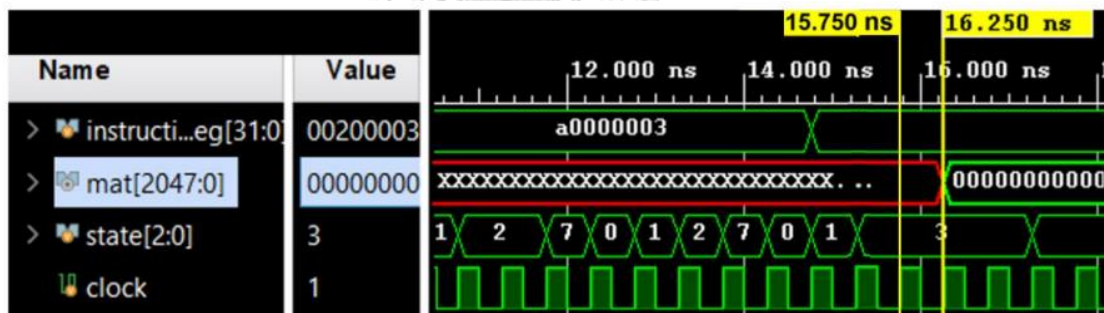 15.750 ns 16.250 ns
Name Value 12.000 ns 14.000 ns 16.000 ns
instructi...eg[31:0] 00200003 a0000003
mat[2047:0] 00000000 XXXXXXXXXXXXXXXXXXXXXXXXXXXXX. .. 000000000000
state[2:0] 3 1 2 7 0 1 2 7 0 1 3
clock 1